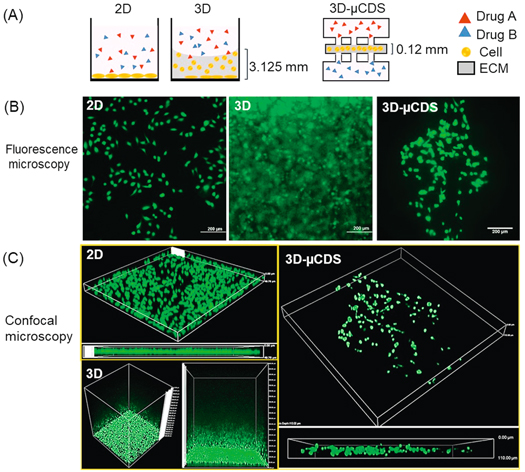 (A)
2D
3D
3D-µCDS
3.125 mm
0.12 mm
Drug A
Drug B
Cell
ECM
(B)
Fluorescence
microscopy
2D
200 µm
3D
200 µm
3D-µCDS
200 µm
(C)
Confocal
microscopy
2D
3D
3D-µCDS
0.00 µm
110.00 µm